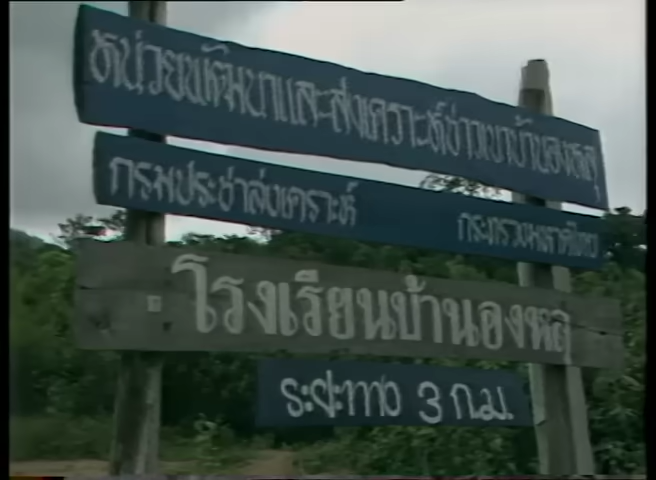 หน่วยพัฒนาและสงเคราะห์ชาวเขาบ้านองหลุ
กรมประชาสงเคราะห์ กระทรวงมหาดไทย
โรงเรียนบ้านองหลุ
ระยะทาง 3 กม.